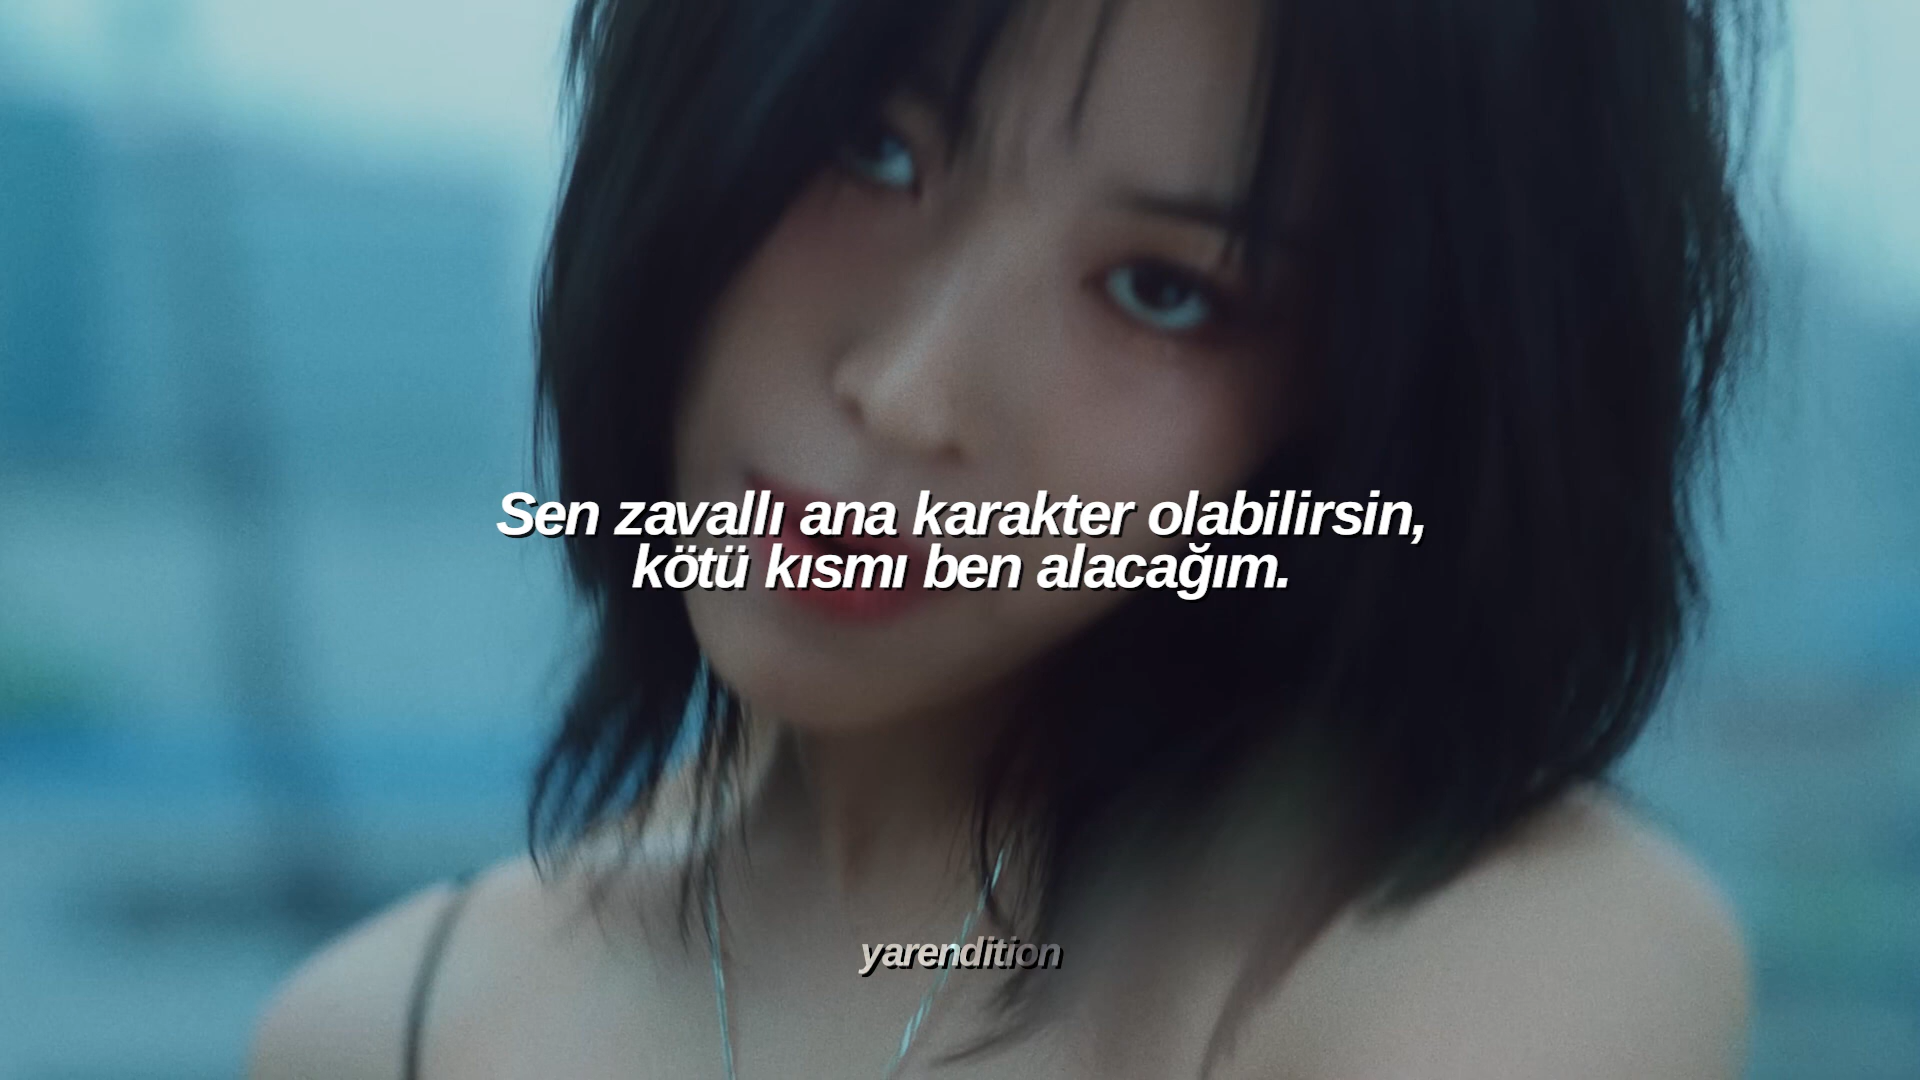 Sen zavallı ana karakter olabilirsin,
kötü kısmı ben alacağım.
yarendition